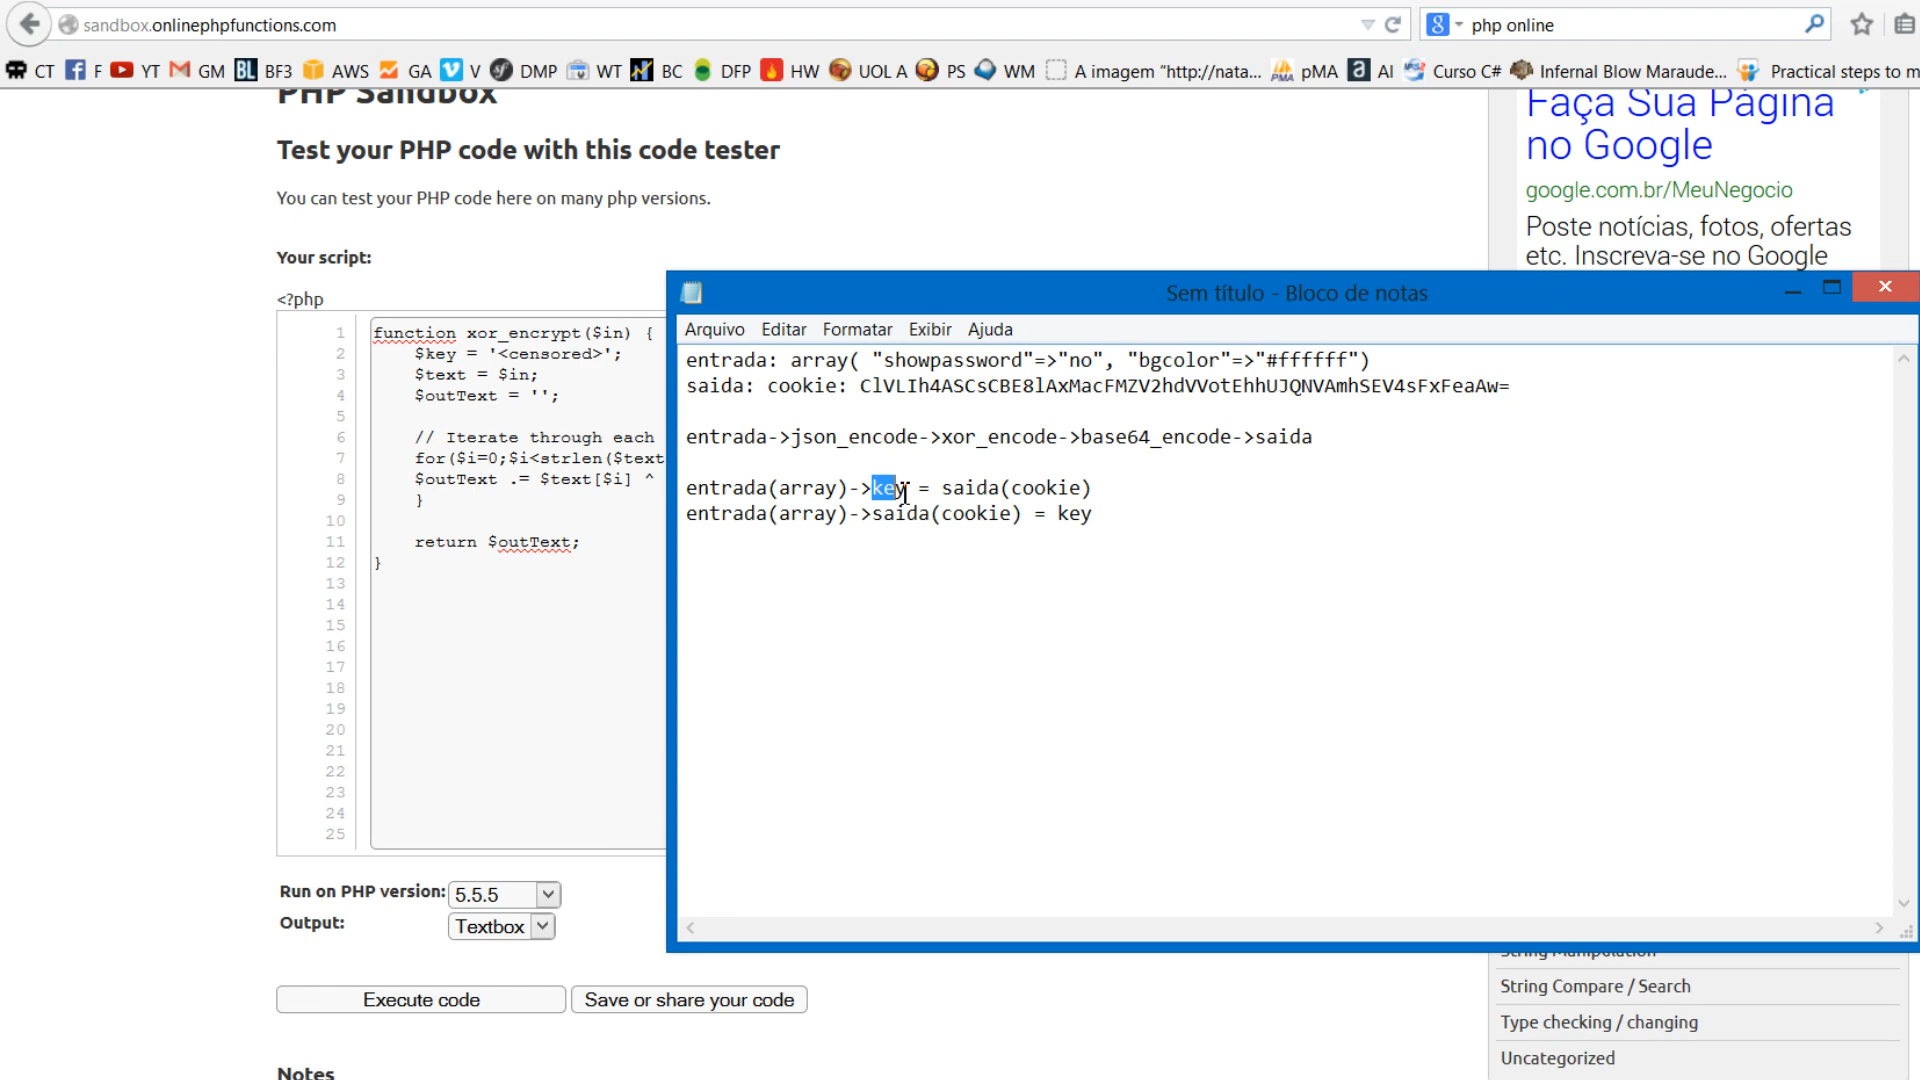 sandbox.onlinephpfunctions.com
php online
CT F YT GM BF3 AWS GA V DMP WT BC DFP HW UOL A PS WM A imagem "http://nata... pMA AI Curso C# Infernal Blow Maraude... Practical steps to m
PHP Sandbox
Test your PHP code with this code tester
You can test your PHP code here on many php versions.
Your script:
<?php
1 function xor_encrypt($in) {
2 $key = '<censored>';
3 $text = $in;
4 $outText = '';
5
6 // Iterate through each
7 for($i=0;$i<strlen($text
8 $outText .= $text[$i] ^
9 }
10
11 return $outText;
12 }
13
14
15
16
17
18
19
20
21
22
23
24
25
Run on PHP version: 5.5.5
Output: Textbox
Execute code Save or share your code
Notes
Sem título - Bloco de notas
Arquivo Editar Formatar Exibir Ajuda
entrada: array( "showpassword"=>"no", "bgcolor"=>"#ffffff")
saida: cookie: ClVLIh4ASCsCBE8lAxMacFMZV2hdVVotEhhUJQNVAmhSEV4sFxFeaAw=
entrada->json_encode->xor_encode->base64_encode->saida
entrada(array)->key = saida(cookie)
entrada(array)->saida(cookie) = key
Faça Sua Página
no Google
google.com.br/MeuNegocio
Poste notícias, fotos, ofertas
etc. Inscreva-se no Google
String Manipulation
String Compare / Search
Type checking / changing
Uncategorized